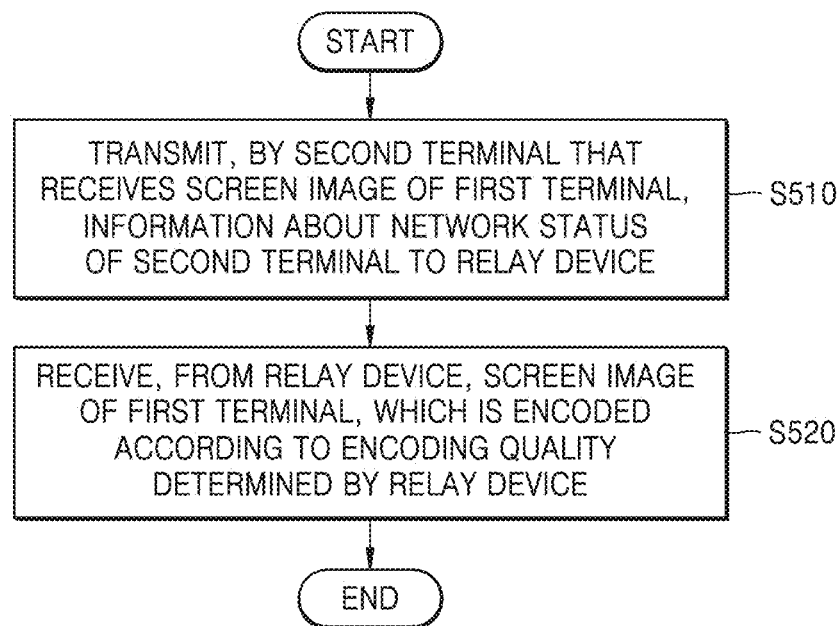 START
TRANSMIT, BY SECOND TERMINAL THAT
RECEIVES SCREEN IMAGE OF FIRST TERMINAL,
INFORMATION ABOUT NETWORK STATUS
OF SECOND TERMINAL TO RELAY DEVICE
S510
RECEIVE, FROM RELAY DEVICE, SCREEN IMAGE
OF FIRST TERMINAL, WHICH IS ENCODED
ACCORDING TO ENCODING QUALITY
DETERMINED BY RELAY DEVICE
S520
END